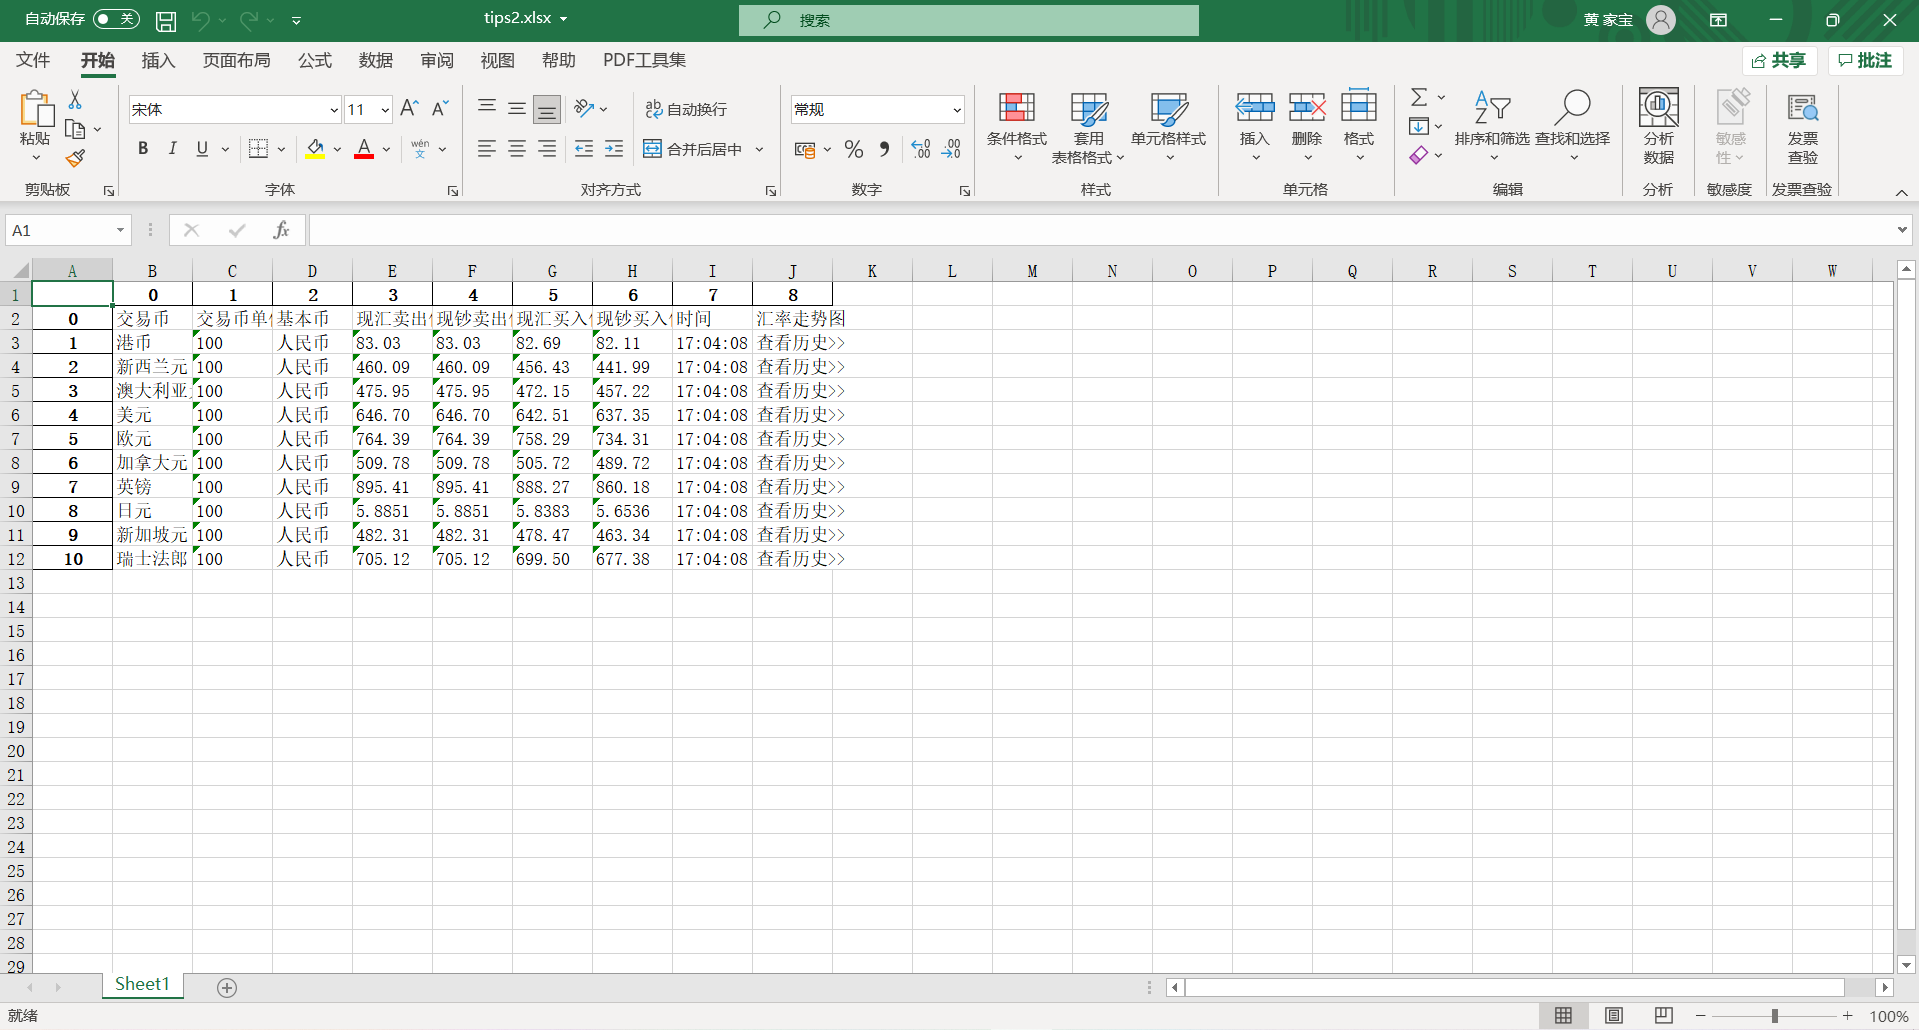 自动保存 关 tips2.xlsx 搜索 黄 家宝
文件 开始 插入 页面布局 公式 数据 审阅 视图 帮助 PDF工具集 共享 批注
粘贴 宋体 11 A A 自动换行 常规 条件格式 套用 表格格式 单元格样式 插入 删除 格式 排序和筛选 查找和选择 分析 数据 敏感 性 发票 查验
B I U A wén 文 合并后居中 % .00 .00
剪贴板 字体 对齐方式 数字 样式 单元格 编辑 分析 敏感度 发票查验
A1 fx
A B C D E F G H I J K L M N O P Q R S T U V W
1 0 1 2 3 4 5 6 7 8
2 0 交易币 交易币单 基本币 现汇卖出 现钞卖出 现汇买入 现钞买入 时间 汇率走势图
3 1 港币 100 人民币 83.03 83.03 82.69 82.11 17:04:08 查看历史>>
4 2 新西兰元 100 人民币 460.09 460.09 456.43 441.99 17:04:08 查看历史>>
5 3 澳大利亚 100 人民币 475.95 475.95 472.15 457.22 17:04:08 查看历史>>
6 4 美元 100 人民币 646.70 646.70 642.51 637.35 17:04:08 查看历史>>
7 5 欧元 100 人民币 764.39 764.39 758.29 734.31 17:04:08 查看历史>>
8 6 加拿大元 100 人民币 509.78 509.78 505.72 489.72 17:04:08 查看历史>>
9 7 英镑 100 人民币 895.41 895.41 888.27 860.18 17:04:08 查看历史>>
10 8 日元 100 人民币 5.8851 5.8851 5.8383 5.6536 17:04:08 查看历史>>
11 9 新加坡元 100 人民币 482.31 482.31 478.47 463.34 17:04:08 查看历史>>
12 10 瑞士法郎 100 人民币 705.12 705.12 699.50 677.38 17:04:08 查看历史>>
13
14
15
16
17
18
19
20
21
22
23
24
25
26
27
28
29
Sheet1
就绪 100%